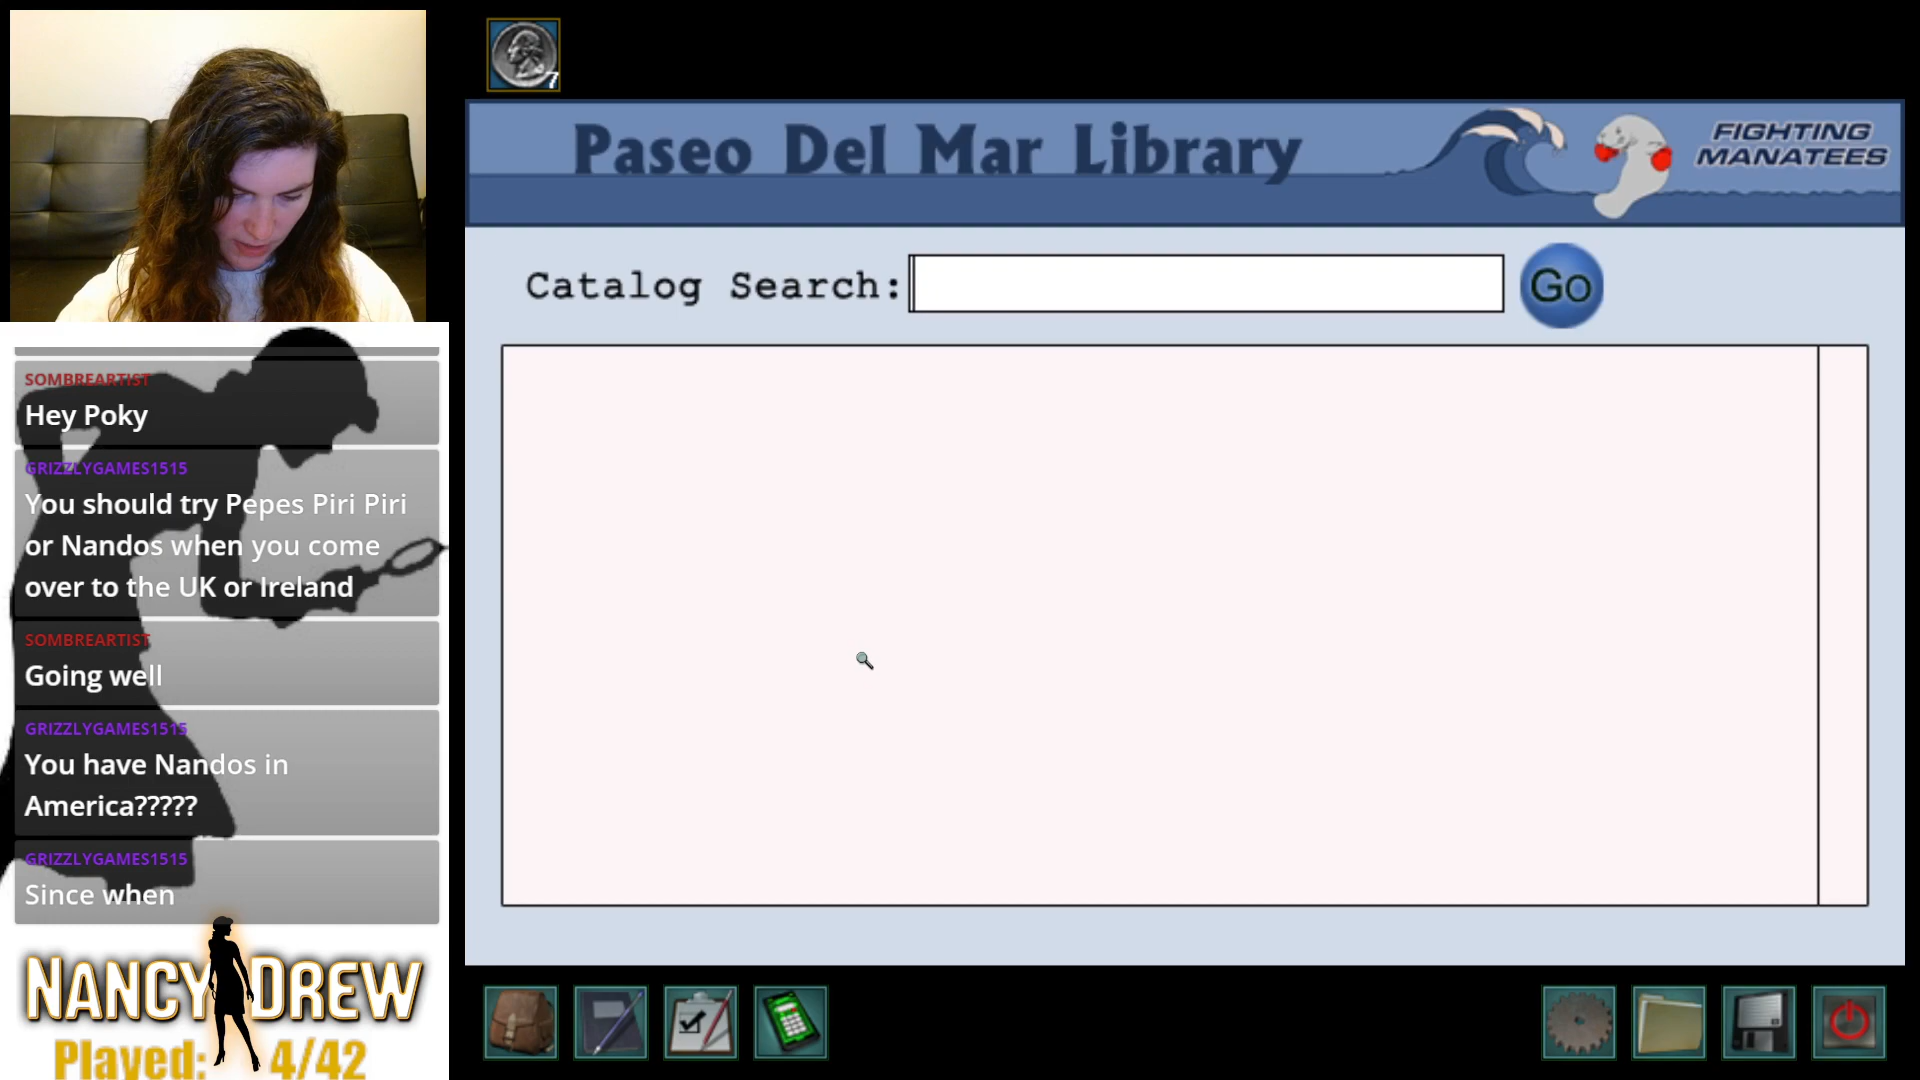 7
Paseo Del Mar Library
FIGHTING
MANATEES
Catalog Search:
Go
SOMBREARTIST
Hey Poky
GRIZZLYGAMES1515
You should try Pepes Piri Piri
or Nandos when you come
over to the UK or Ireland
SOMBREARTIST
Going well
GRIZZLYGAMES1515
You have Nandos in
America?????
GRIZZLYGAMES1515
Since when
NANCY DREW
Played: 4/42